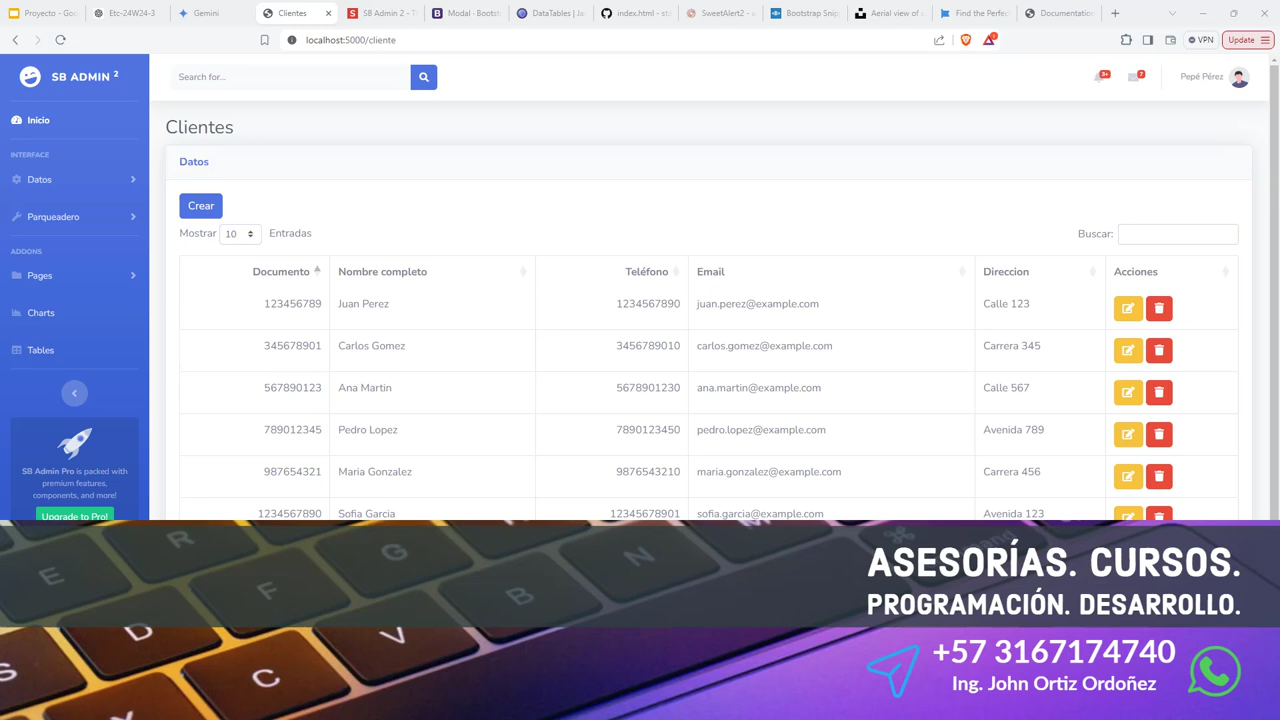 Proyecto - Goo
Etc-24W24-3
Gemini
Clientes
SB Admin 2 - T
Modal · Bootst
DataTables | Ja
index.html - st
SweetAlert2 - a
Bootstrap Snip
Aerial view of s
Find the Perfec
Documentation
localhost:5000/cliente
VPN
Update
SB ADMIN 2
Search for...
3+
7
Pepé Pérez
Inicio
INTERFACE
Datos
Parqueadero
ADDONS
Pages
Charts
Tables
SB Admin Pro is packed with
premium features,
components, and more!
Upgrade to Pro!
Clientes
Datos
Crear
Mostrar 10 Entradas
Buscar:
Documento Nombre completo Teléfono Email Direccion Acciones
123456789 Juan Perez 1234567890 juan.perez@example.com Calle 123
345678901 Carlos Gomez 3456789010 carlos.gomez@example.com Carrera 345
567890123 Ana Martin 5678901230 ana.martin@example.com Calle 567
789012345 Pedro Lopez 7890123450 pedro.lopez@example.com Avenida 789
987654321 Maria Gonzalez 9876543210 maria.gonzalez@example.com Carrera 456
1234567890 Sofia Garcia 12345678901 sofia.garcia@example.com Avenida 123
ASESORÍAS. CURSOS.
PROGRAMACIÓN. DESARROLLO.
+57 3167174740
Ing. John Ortiz Ordoñez
E R G N
D F V B
C